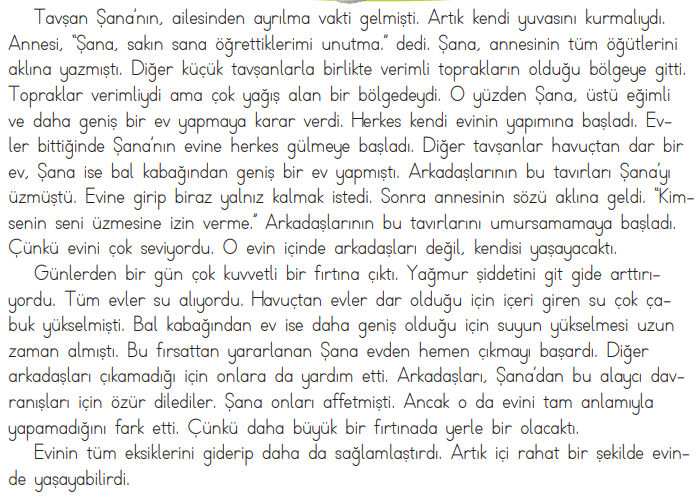 Tavşan Şana'nın, ailesinden ayrılma vakti gelmişti. Artık kendi yuvasını kurmalıydı.
Annesi, "Şana, sakın sana öğrettiklerimi unutma." dedi. Şana, annesinin tüm öğütlerini
aklına yazmıştı. Diğer küçük tavşanlarla birlikte verimli toprakların olduğu bölgeye gitti.
Topraklar verimliydi ama çok yağış alan bir bölgedeydi. O yüzden Şana, üstü eğimli
ve daha geniş bir ev yapmaya karar verdi. Herkes kendi evinin yapımına başladı. Ev-
ler bittiğinde Şana'nın evine herkes gülmeye başladı. Diğer tavşanlar havuçtan dar bir
ev, Şana ise bal kabağından geniş bir ev yapmıştı. Arkadaşlarının bu tavırları Şana'yı
üzmüştü. Evine girip biraz yalnız kalmak istedi. Sonra annesinin sözü aklına geldi. "Kim-
senin seni üzmesine izin verme." Arkadaşlarının bu tavırlarını umursamamaya başladı.
Çünkü evini çok seviyordu. O evin içinde arkadaşları değil, kendisi yaşayacaktı.
Günlerden bir gün çok kuvvetli bir fırtına çıktı. Yağmur şiddetini git gide arttırı-
yordu. Tüm evler su alıyordu. Havuçtan evler dar olduğu için içeri giren su çok ça-
buk yükselmişti. Bal kabağından ev ise daha geniş olduğu için suyun yükselmesi uzun
zaman almıştı. Bu fırsattan yararlanan Şana evden hemen çıkmayı başardı. Diğer
arkadaşları çıkamadığı için onlara da yardım etti. Arkadaşları, Şana'dan bu alaycı dav-
ranışları için özür dilediler. Şana onları affetmişti. Ancak o da evini tam anlamıyla
yapamadığını fark etti. Çünkü daha büyük bir fırtınada yerle bir olacaktı.
Evinin tüm eksiklerini giderip daha da sağlamlaştırdı. Artık içi rahat bir şekilde evin-
de yaşayabilirdi.